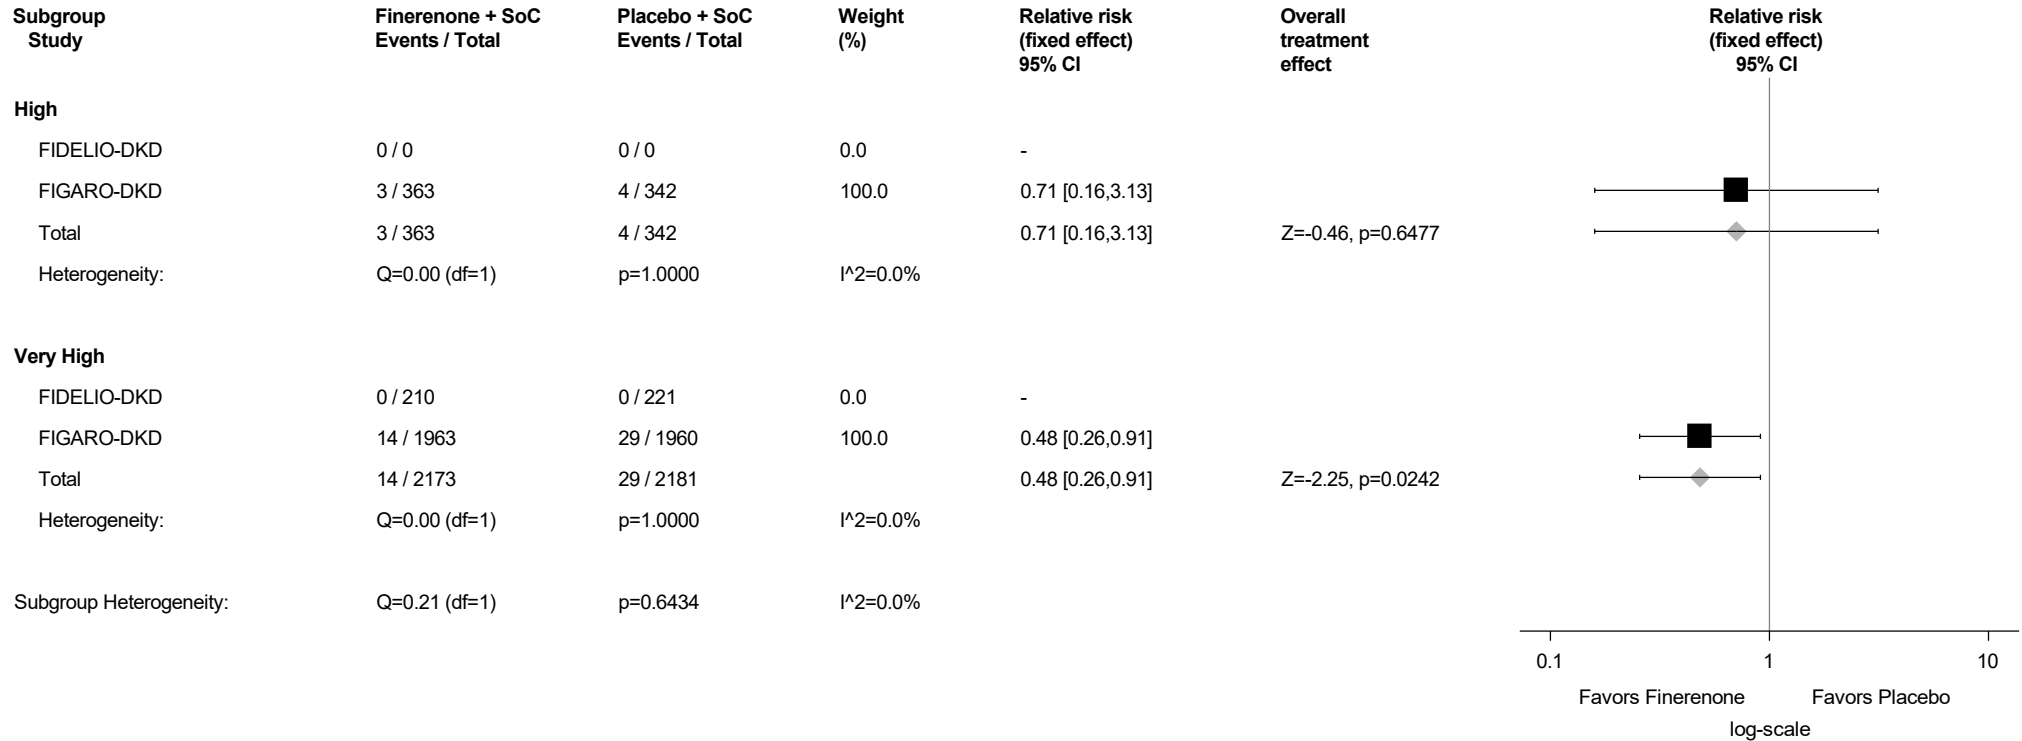 Subgroup Finerenone + SoC Placebo + SoC Weight Relative risk Overall Relative risk
Study Events / Total Events / Total (%) (fixed effect) treatment (fixed effect)
95% CI effect 95% CI
High
FIDELIO-DKD 0 / 0 0 / 0 0.0 -
FIGARO-DKD 3 / 363 4 / 342 100.0 0.71 [0.16,3.13]
Total 3 / 363 4 / 342 0.71 [0.16,3.13] Z=-0.46, p=0.6477
Heterogeneity: Q=0.00 (df=1) p=1.0000 I^2=0.0%
Very High
FIDELIO-DKD 0 / 210 0 / 221 0.0 -
FIGARO-DKD 14 / 1963 29 / 1960 100.0 0.48 [0.26,0.91]
Total 14 / 2173 29 / 2181 0.48 [0.26,0.91] Z=-2.25, p=0.0242
Heterogeneity: Q=0.00 (df=1) p=1.0000 I^2=0.0%
Subgroup Heterogeneity: Q=0.21 (df=1) p=0.6434 I^2=0.0%
0.1 1 10
Favors Finerenone Favors Placebo
log-scale